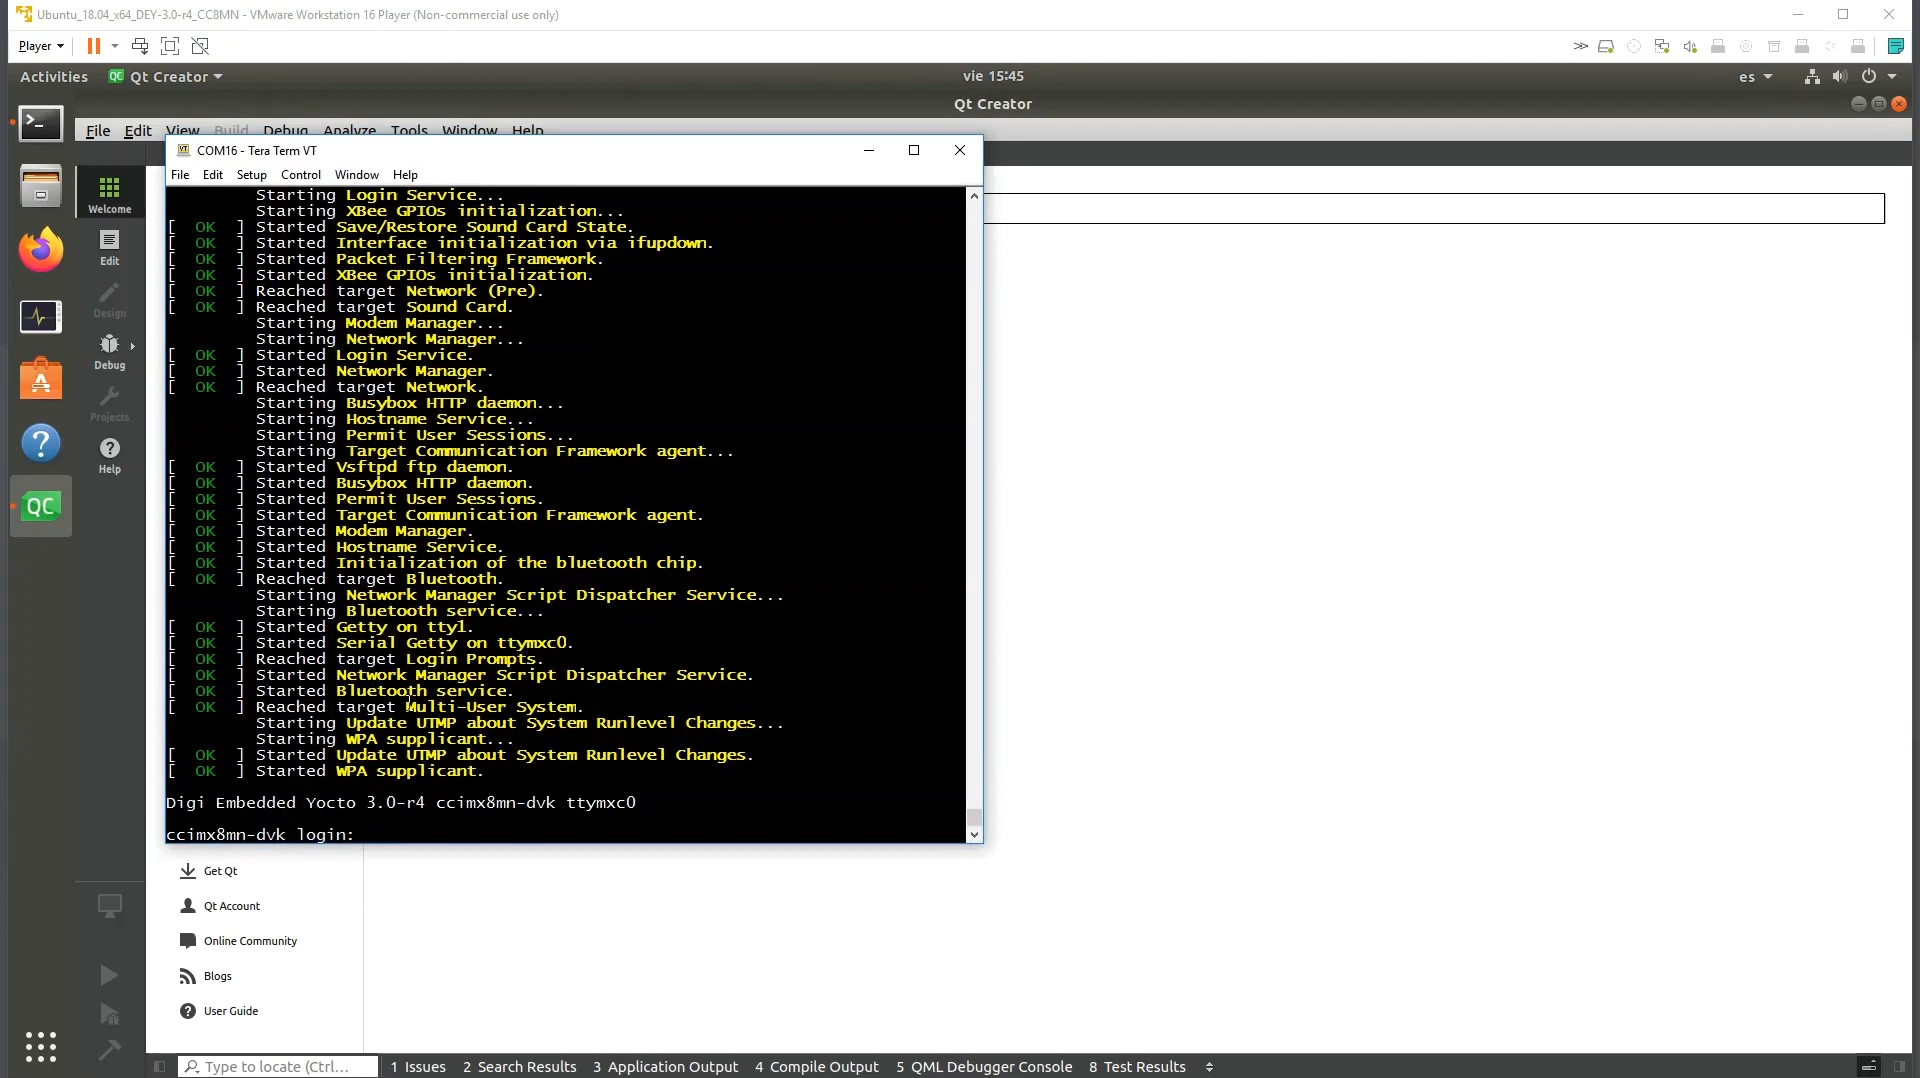 Ubuntu_18.04_x64_DEY-3.0-r4_CC8MN - VMware Workstation 16 Player (Non-commercial use only)
Player
Activities
Qt Creator
vie 15:45
es
Qt Creator
File Edit View Build Debug Analyze Tools Window Help
COM16 - Tera Term VT
File Edit Setup Control Window Help
Starting Login Service...
Starting XBee GPIOs initialization...
[ OK ] Started Save/Restore Sound Card State.
[ OK ] Started Interface initialization via ifupdown.
[ OK ] Started Packet Filtering Framework.
[ OK ] Started XBee GPIOs initialization.
[ OK ] Reached target Network (Pre).
[ OK ] Reached target Sound Card.
Starting Modem Manager...
Starting Network Manager...
[ OK ] Started Login Service.
[ OK ] Started Network Manager.
[ OK ] Reached target Network.
Starting Busybox HTTP daemon...
Starting Hostname Service...
Starting Permit User Sessions...
Starting Target Communication Framework agent...
[ OK ] Started Vsftpd ftp daemon.
[ OK ] Started Busybox HTTP daemon.
[ OK ] Started Permit User Sessions.
[ OK ] Started Target Communication Framework agent.
[ OK ] Started Modem Manager.
[ OK ] Started Hostname Service.
[ OK ] Started Initialization of the bluetooth chip.
[ OK ] Reached target Bluetooth.
Starting Network Manager Script Dispatcher Service...
Starting Bluetooth service...
[ OK ] Started Getty on tty1.
[ OK ] Started Serial Getty on ttymxc0.
[ OK ] Reached target Login Prompts.
[ OK ] Started Network Manager Script Dispatcher Service.
[ OK ] Started Bluetooth service.
[ OK ] Reached target Multi-User System.
Starting Update UTMP about System Runlevel Changes...
Starting WPA supplicant...
[ OK ] Started Update UTMP about System Runlevel Changes.
[ OK ] Started WPA supplicant.
Digi Embedded Yocto 3.0-r4 ccimx8mn-dvk ttymxc0
ccimx8mn-dvk login:
Welcome
Edit
Design
Debug
Projects
Help
QC
Get Qt
Qt Account
Online Community
Blogs
User Guide
Type to locate (Ctrl...
1 Issues
2 Search Results
3 Application Output
4 Compile Output
5 QML Debugger Console
8 Test Results